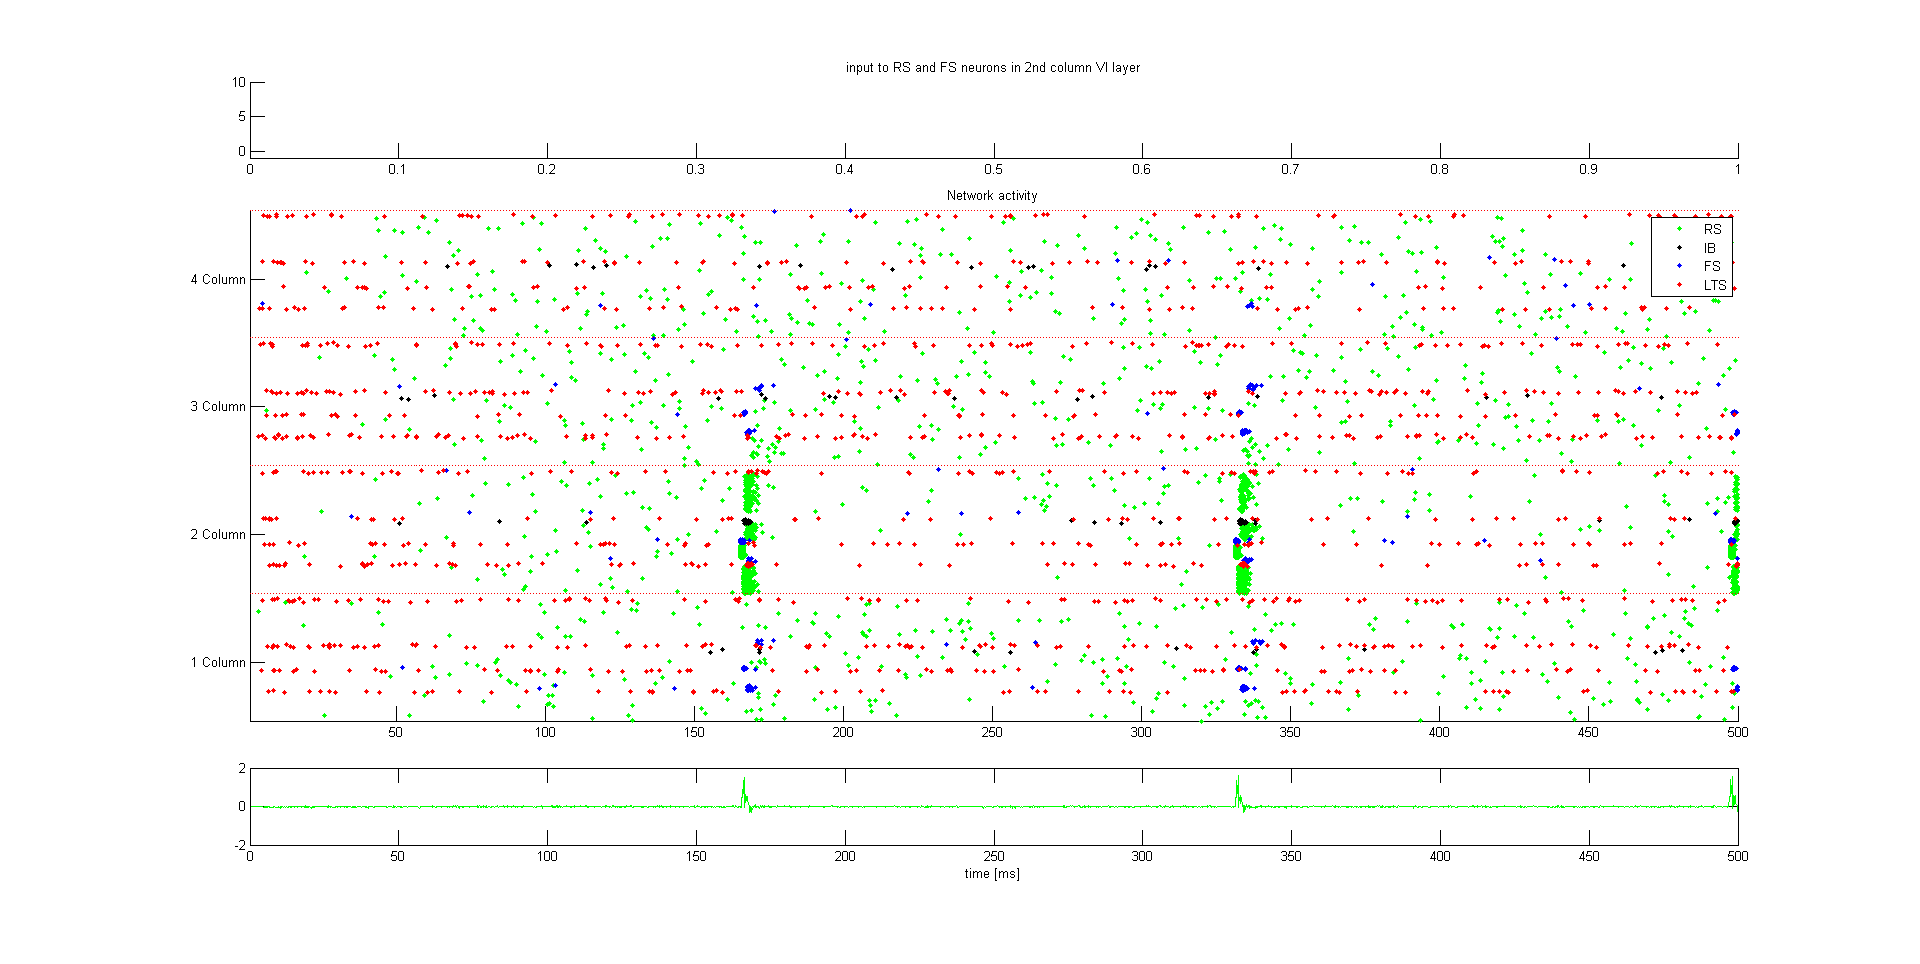 input to RS and FS neurons in 2nd column VI layer
10
5
0
0 0.1 0.2 0.3 0.4 0.5 0.6 0.7 0.8 0.9 1
Network activity
RS
IB
FS
LTS
4 Column
3 Column
2 Column
1 Column
50 100 150 200 250 300 350 400 450 500
2
0
-2
0 50 100 150 200 250 300 350 400 450 500
time [ms]